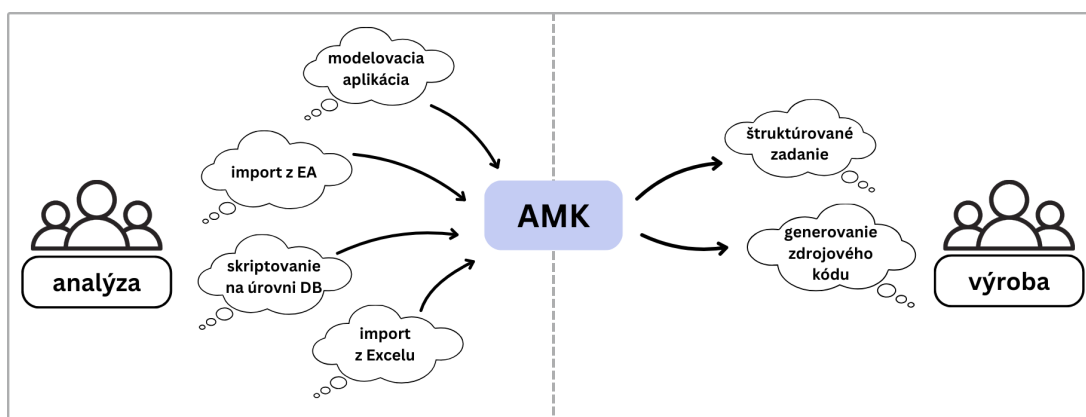 modelovacia
aplikácia
import z EA
skriptovanie
na úrovni DB
import
z Excelu
analýza
AMK
štruktúrované
zadanie
generovanie
zdrojového
kódu
výroba